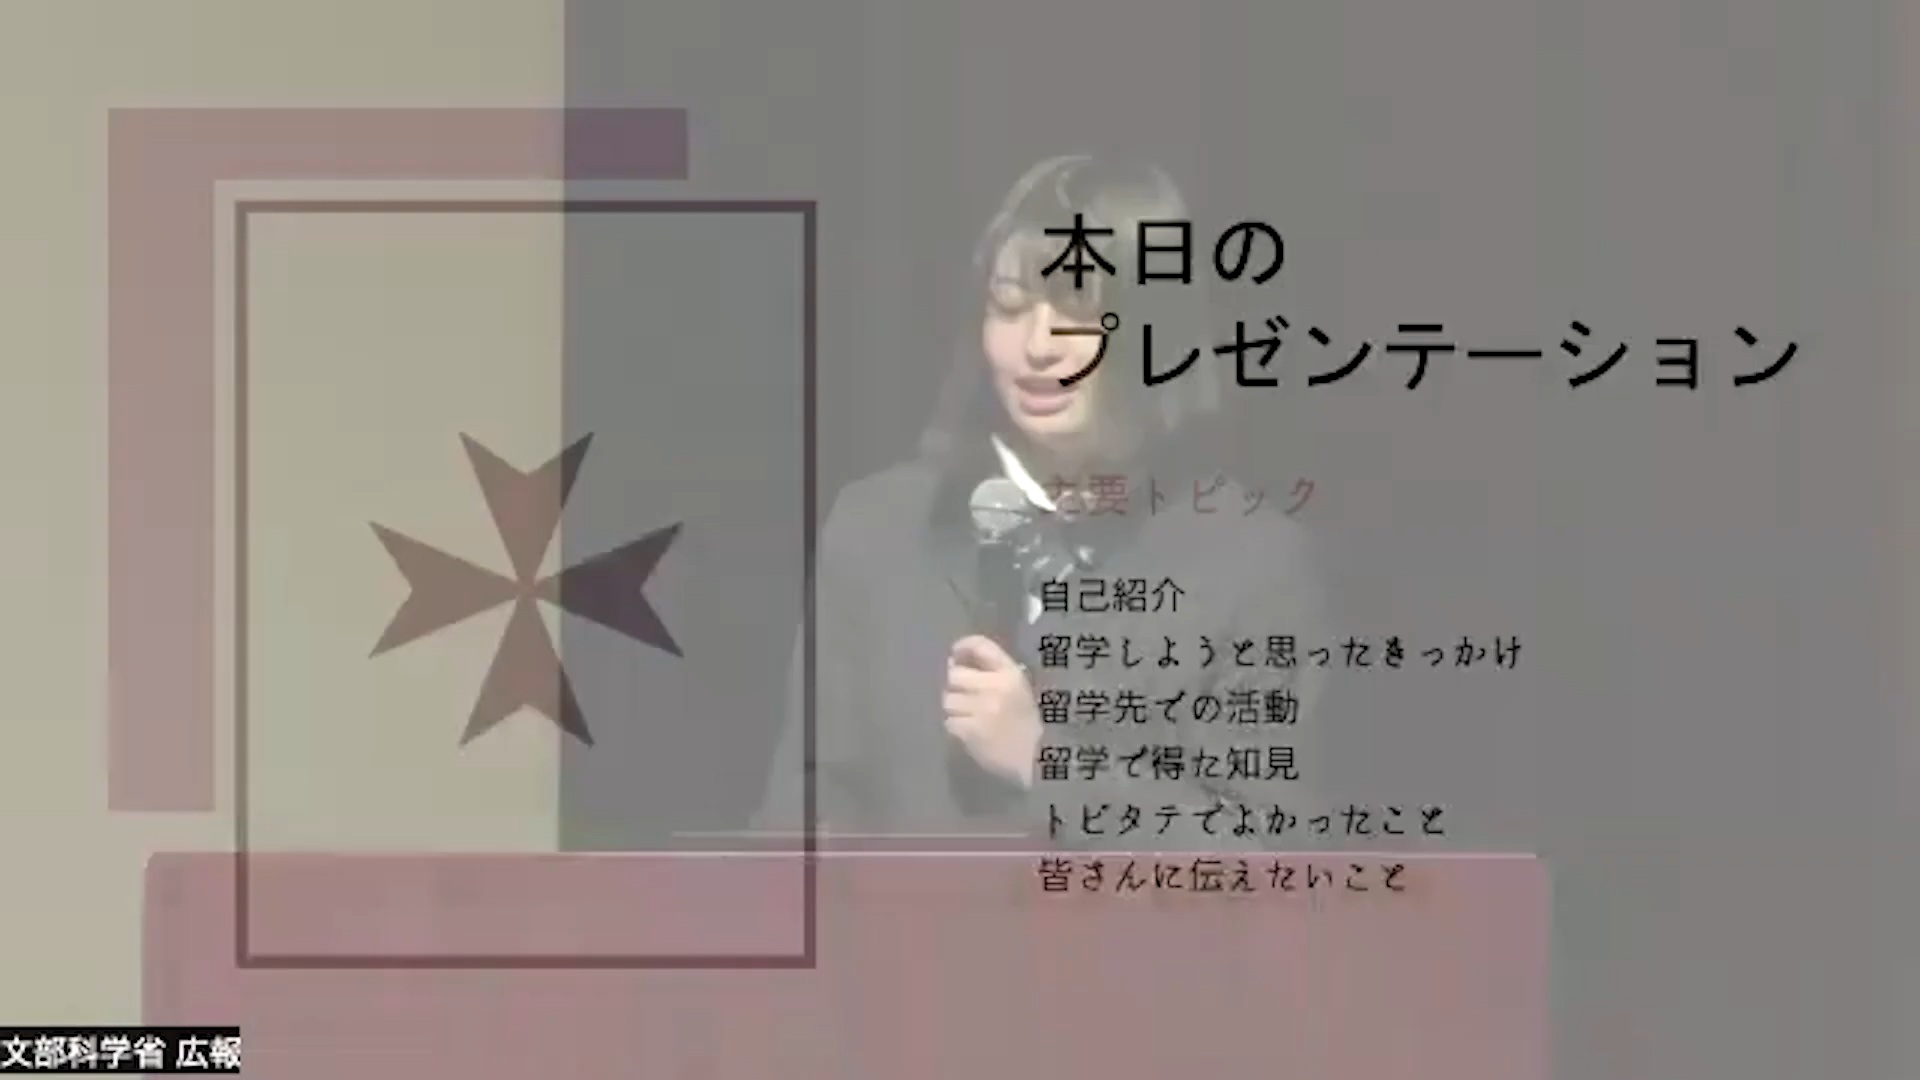 本日の
プレゼンテーション
主要トピック
自己紹介
留学しようと思ったきっかけ
留学先での活動
留学で得た知見
トビタテでよかったこと
皆さんに伝えたいこと
文部科学省 広報